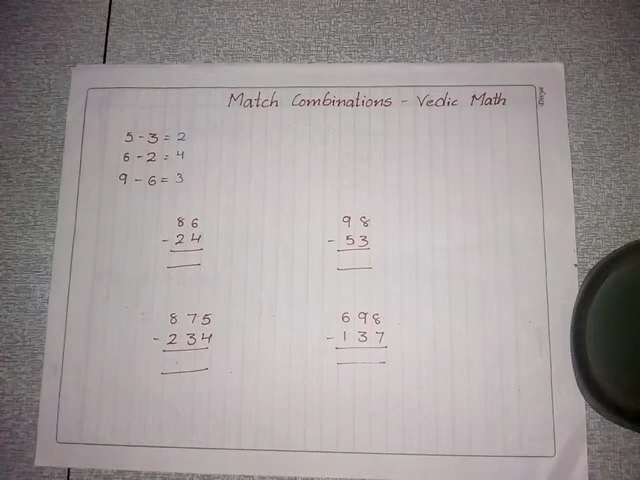 Match Combinations - Vedic Math
5 - 3 = 2
6 - 2 = 4
9 - 6 = 3
86
- 24
98
- 53
875
- 234
698
- 137